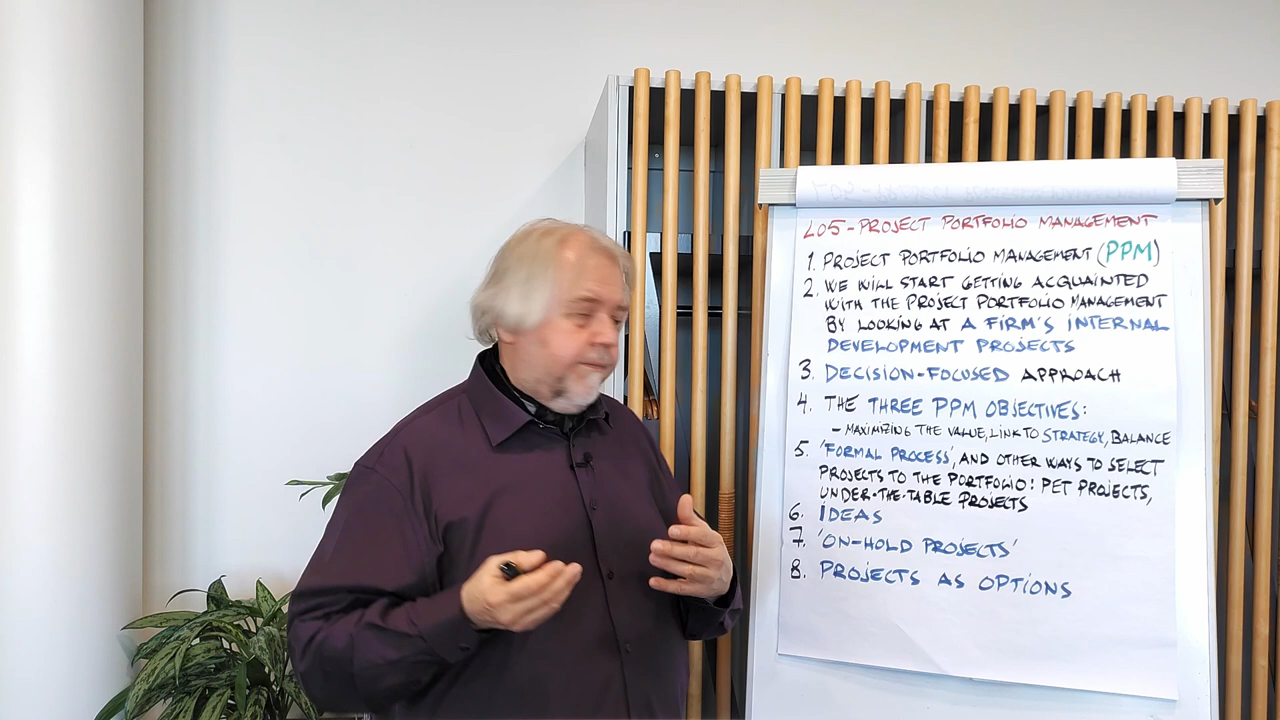 L05-PROJECT PORTFOLIO MANAGEMENT
1. PROJECT PORTFOLIO MANAGEMENT (PPM)
2. WE WILL START GETTING ACQUAINTED
WITH THE PROJECT PORTFOLIO MANAGEMENT
BY LOOKING AT A FIRM'S INTERNAL
DEVELOPMENT PROJECTS
3. DECISION-FOCUSED APPROACH
4. THE THREE PPM OBJECTIVES:
- MAXIMIZING THE VALUE, LINK TO STRATEGY, BALANCE
5. 'FORMAL PROCESS', AND OTHER WAYS TO SELECT
PROJECTS TO THE PORTFOLIO: PET PROJECTS,
UNDER-THE-TABLE PROJECTS
6. IDEAS
7. 'ON-HOLD PROJECTS'
8. PROJECTS AS OPTIONS